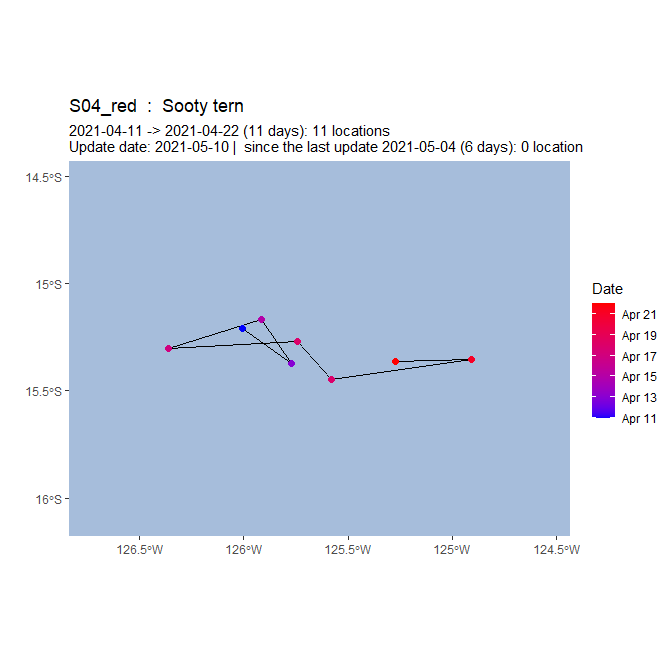 S04_red  :  Sooty tern
2021-04-11 -> 2021-04-22 (11 days): 11 locations
Update date: 2021-05-10 |  since the last update 2021-05-04 (6 days): 0 location
14.5°S
15°S
15.5°S
16°S
126.5°W
126°W
125.5°W
125°W
124.5°W
Date
Apr 21
Apr 19
Apr 17
Apr 15
Apr 13
Apr 11